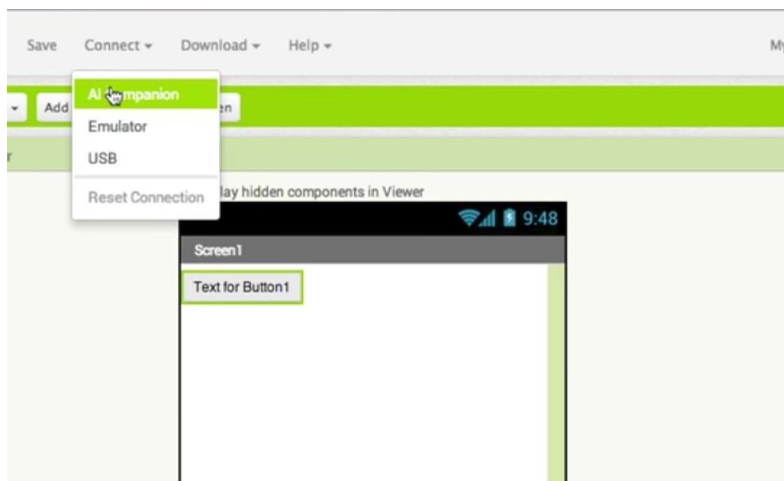 Save Connect Download Help My
AI Companion
Add
Emulator
USB
Reset Connection
lay hidden components in Viewer
9:48
Screen1
Text for Button1